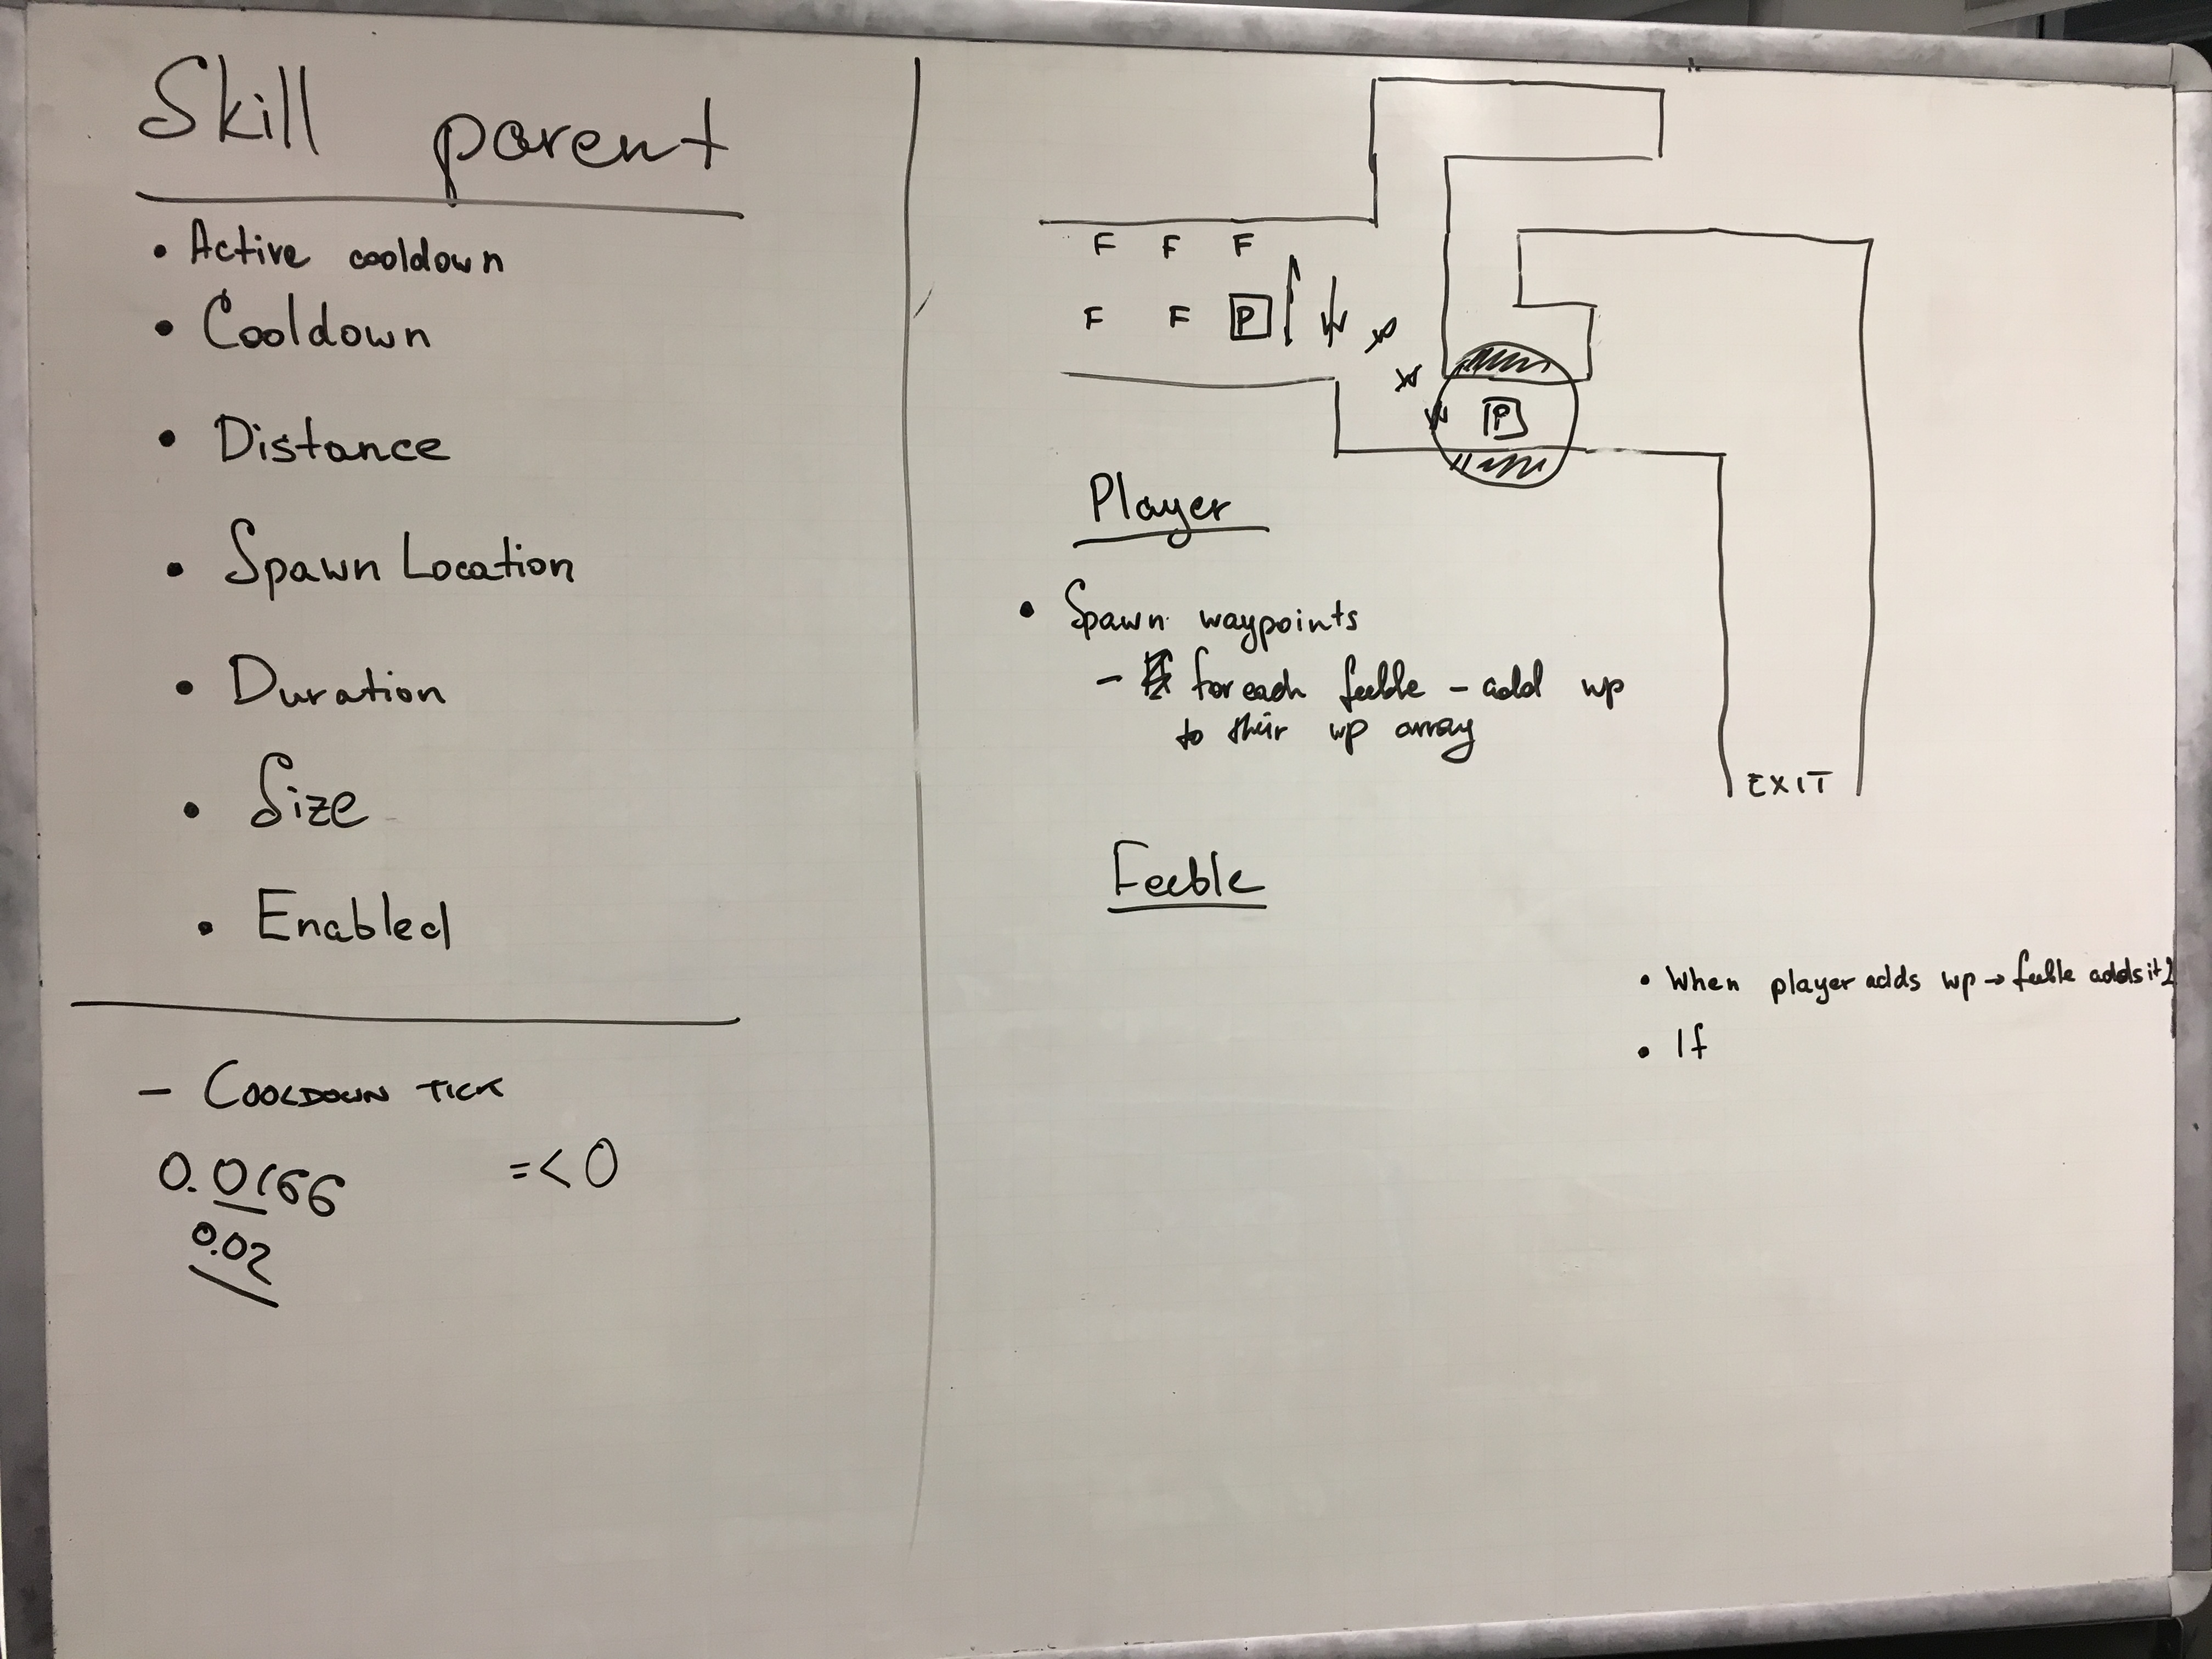 Skill parent
• Active cooldown
• Cooldown
• Distance
• Spawn Location
• Duration
• Size
• Enabled
– COOLDOWN TICK
0.0166 =< 0
0.02
F F F
F F P
P
Player
• Spawn waypoints
– for each feeble – add wp
to their wp array
EXIT
Feeble
• When player adds wp → feeble adds it
• If